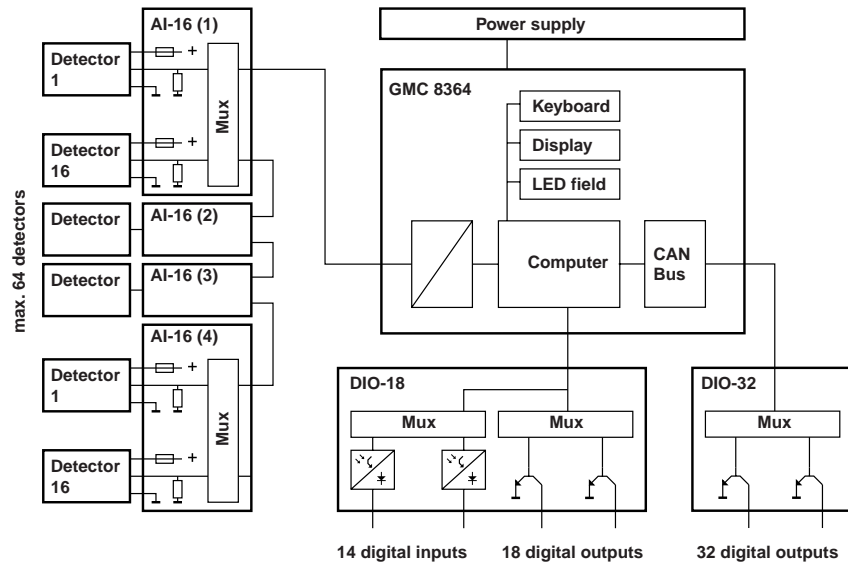 AI-16 (1)
Detector
1
+
Mux
Detector
16
+
max. 64 detectors
Detector
AI-16 (2)
Detector
AI-16 (3)
AI-16 (4)
Detector
1
+
Mux
Detector
16
+
Power supply
GMC 8364
Keyboard
Display
LED field
Computer
CAN
Bus
DIO-18
Mux
Mux
DIO-32
Mux
14 digital inputs
18 digital outputs
32 digital outputs